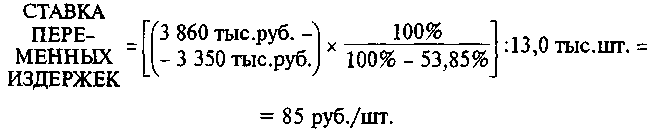 СТАВКА
ПЕРЕ-
МЕННЫХ
ИЗДЕРЖЕК
= [(3 860 тыс.руб. –
– 3 350 тыс.руб.) × 100% / (100% – 53,85%)] :13,0 тыс.шт. =
= 85 руб./шт.